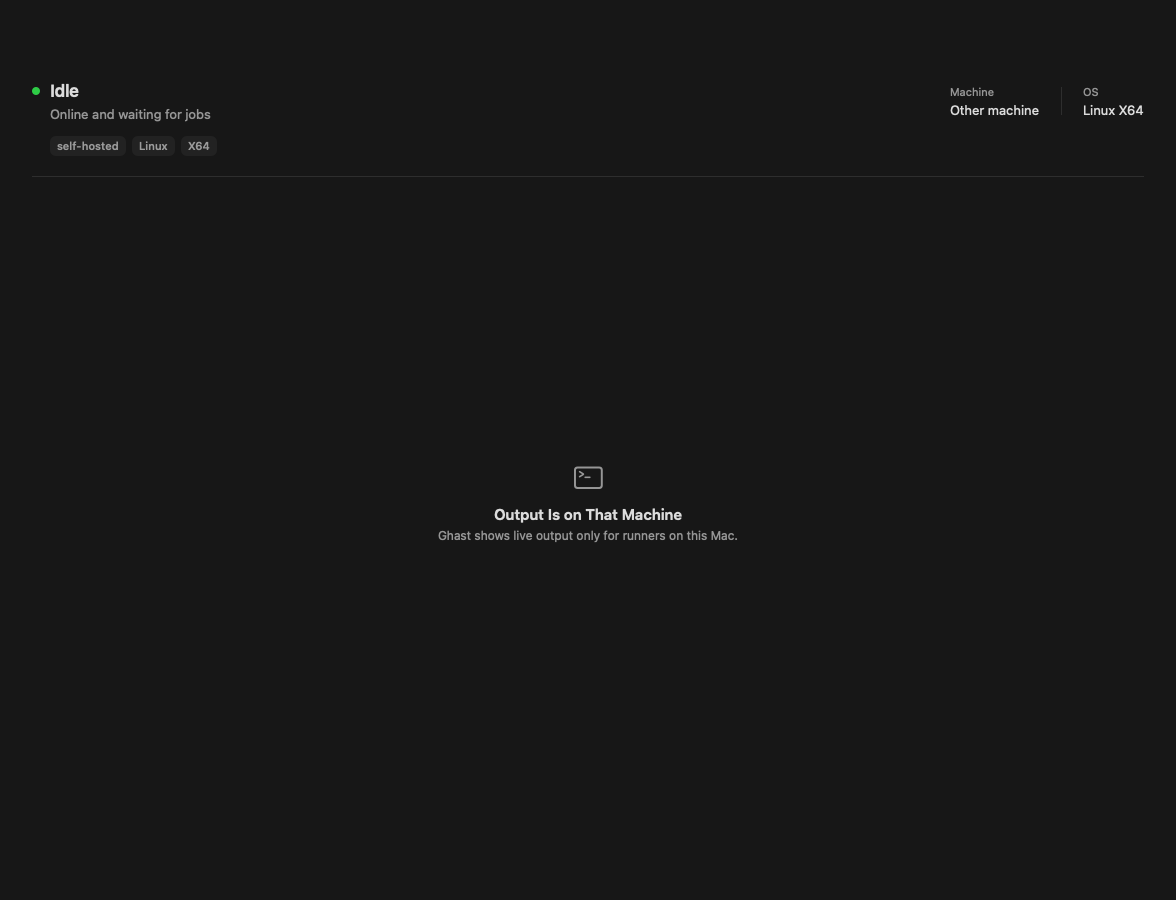 Idle
Online and waiting for jobs
self-hosted Linux X64
Machine
Other machine
OS
Linux X64
>_
Output Is on That Machine
Ghast shows live output only for runners on this Mac.